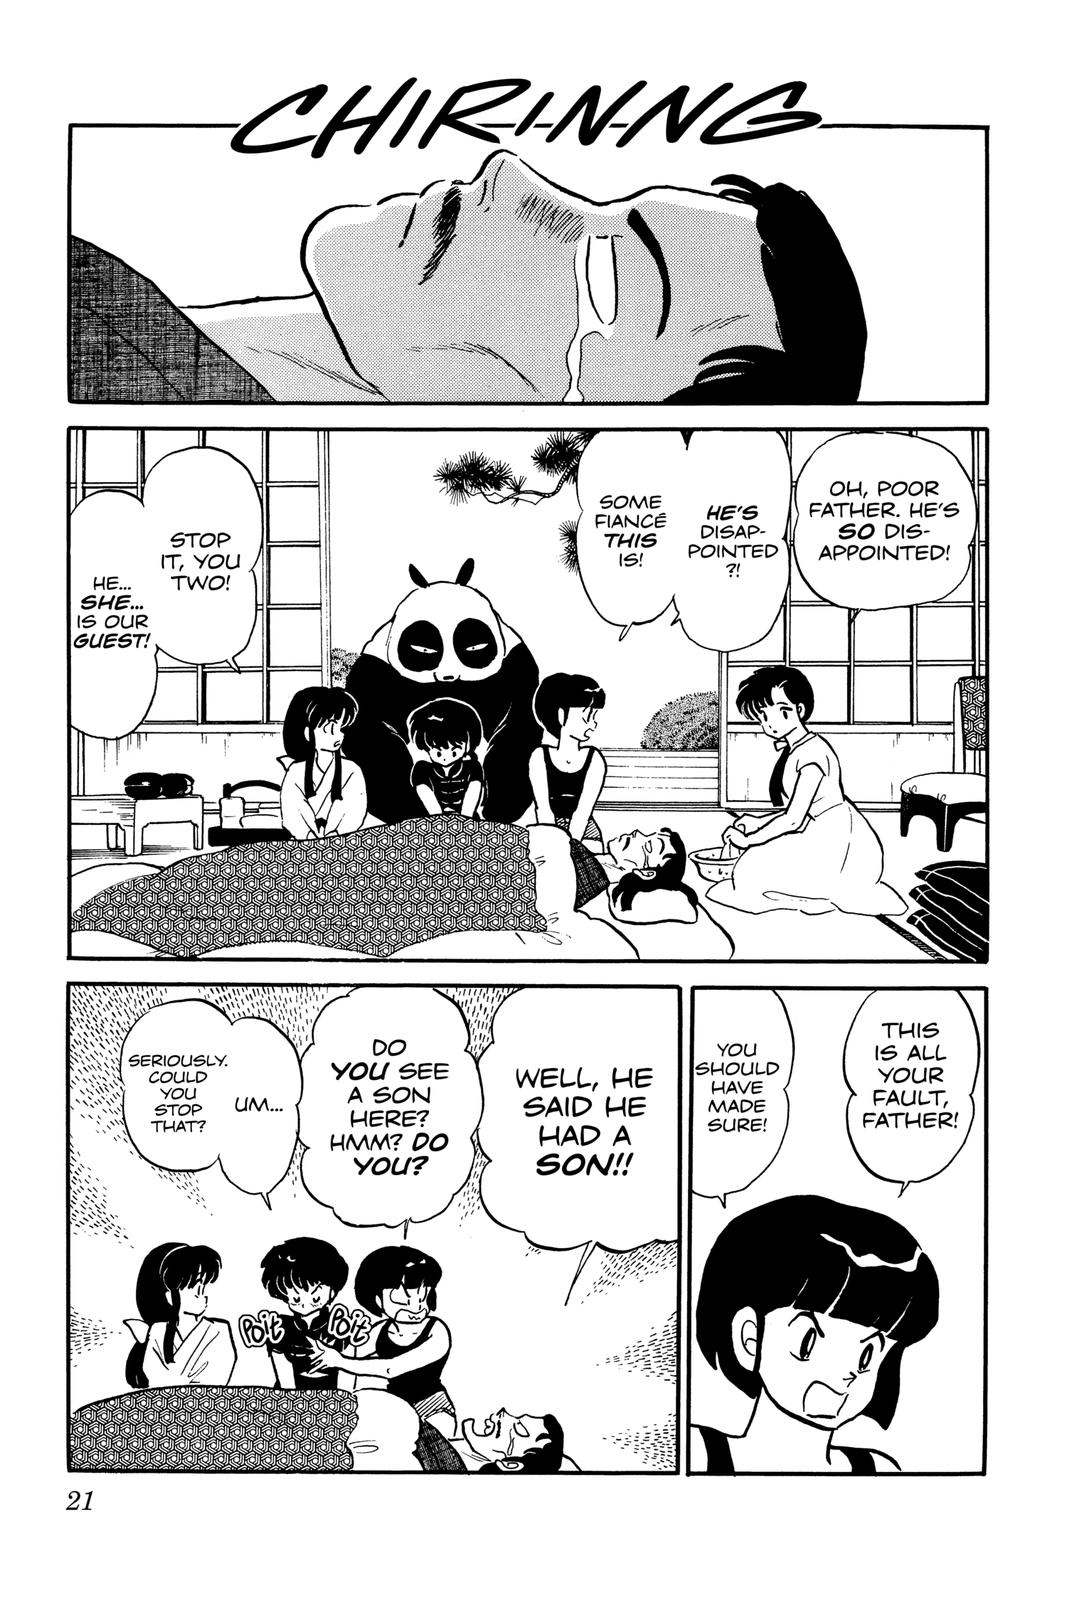 CHIRINNG
OH, POOR
FATHER. HE'S
SO DIS-
APPOINTED!
HE'S
DISAP-
POINTED
?!
SOME
FIANCÉ
THIS
IS!
STOP
IT, YOU
TWO!
HE...
SHE...
IS OUR
GUEST!
THIS
IS ALL
YOUR
FAULT,
FATHER!
YOU
SHOULD
HAVE
MADE
SURE!
WELL, HE
SAID HE
HAD A
SON!!
DO
YOU SEE
A SON
HERE?
HMM? DO
YOU?
UM...
SERIOUSLY.
COULD
YOU
STOP
THAT?
Poit
Poit
21